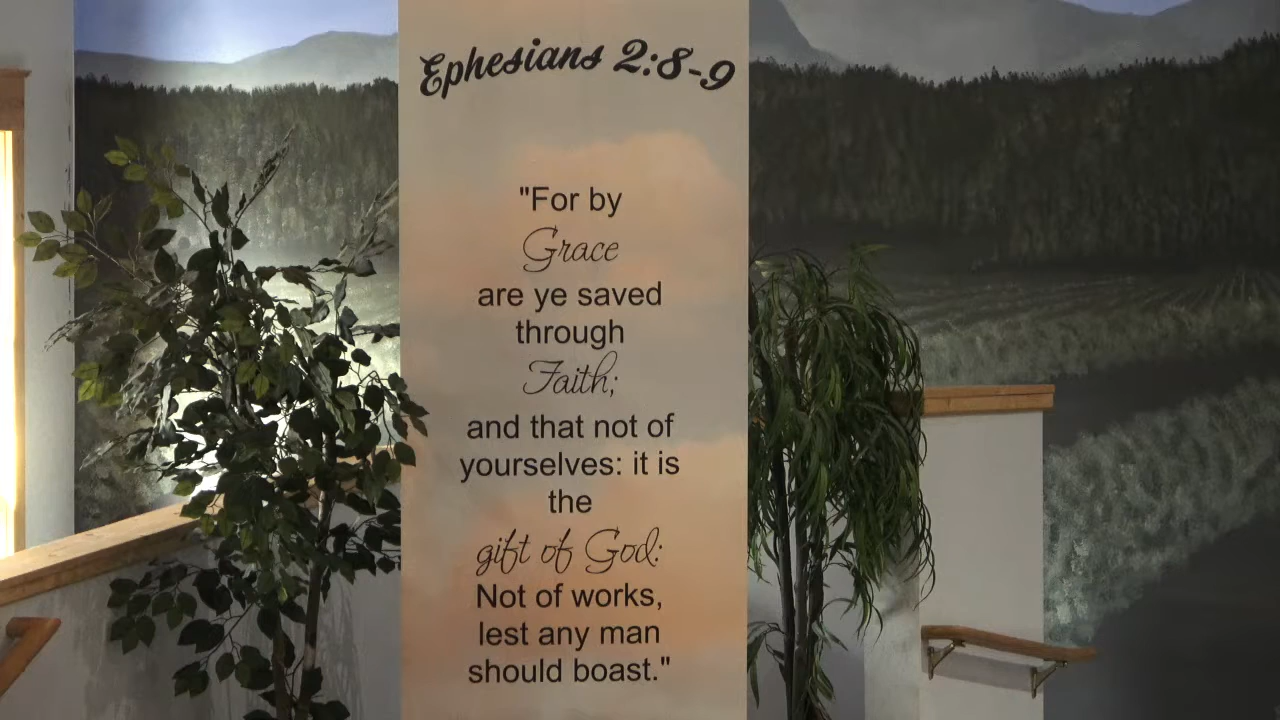 Ephesians 2:8-9
"For by
Grace
are ye saved
through
Faith;
and that not of
yourselves: it is
the
gift of God:
Not of works,
lest any man
should boast."